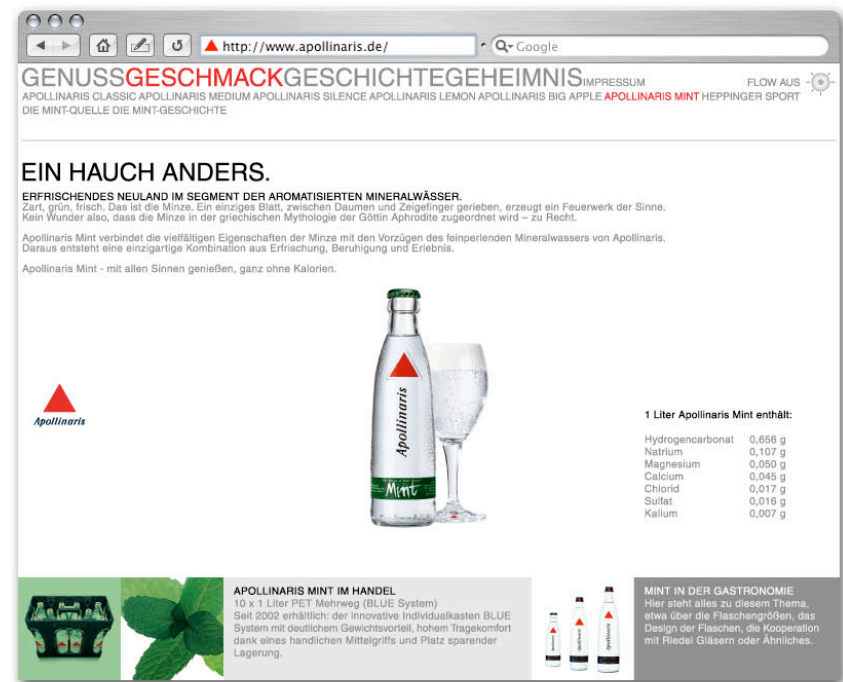 http://www.apollinaris.de/
Google
GENUSSGESCHMACKGESCHICHTEGEHEIMNISIMPRESSUM FLOW AUS
APOLLINARIS CLASSIC APOLLINARIS MEDIUM APOLLINARIS SILENCE APOLLINARIS LEMON APOLLINARIS BIG APPLE APOLLINARIS MINT HEPPINGER SPORT
DIE MINT-QUELLE DIE MINT-GESCHICHTE
EIN HAUCH ANDERS.
ERFRISCHENDES NEULAND IM SEGMENT DER AROMATISIERTEN MINERALWÄSSER.
Zart, grün, frisch. Das ist die Minze. Ein einziges Blatt, zwischen Daumen und Zeigefinger gerieben, erzeugt ein Feuerwerk der Sinne.
Kein Wunder also, dass die Minze in der griechischen Mythologie der Göttin Aphrodite zugeordnet wird – zu Recht.
Apollinaris Mint verbindet die vielfältigen Eigenschaften der Minze mit den Vorzügen des feinperlenden Mineralwassers von Apollinaris.
Daraus entsteht eine einzigartige Kombination aus Erfrischung, Beruhigung und Erlebnis.
Apollinaris Mint - mit allen Sinnen genießen, ganz ohne Kalorien.
Apollinaris
Apollinaris
Mint
1 Liter Apollinaris Mint enthält:
Hydrogencarbonat 0,656 g
Natrium 0,107 g
Magnesium 0,050 g
Calcium 0,045 g
Chlorid 0,017 g
Sulfat 0,016 g
Kalium 0,007 g
APOLLINARIS MINT IM HANDEL
10 x 1 Liter PET Mehrweg (BLUE System)
Seit 2002 erhältlich: der innovative Individualkasten BLUE
System mit deutlichem Gewichtsvorteil, hohem Tragekomfort
dank eines handlichen Mittelgriffs und Platz sparender
Lagerung.
MINT IN DER GASTRONOMIE
Hier steht alles zu diesem Thema,
etwa über die Flaschengrößen, das
Design der Flaschen, die Kooperation
mit Riedel Gläsern oder Ähnliches.